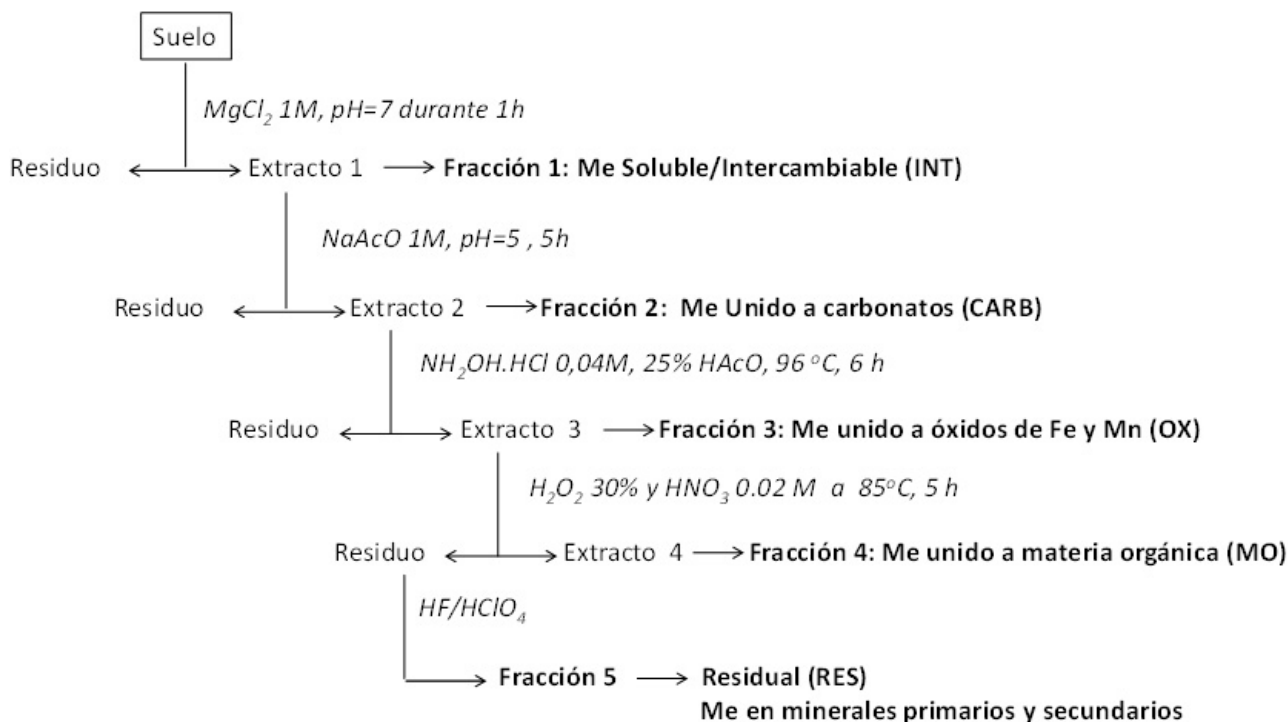 Suelo
MgCl₂ 1M, pH=7 durante 1h
Residuo Extracto 1 Fracción 1: Me Soluble/Intercambiable (INT)
NaAcO 1M, pH=5 , 5h
Residuo Extracto 2 Fracción 2: Me Unido a carbonatos (CARB)
NH₂OH.HCl 0,04M, 25% HAcO, 96 °C, 6 h
Residuo Extracto 3 Fracción 3: Me unido a óxidos de Fe y Mn (OX)
H₂O₂ 30% y HNO₃ 0.02 M a 85°C, 5 h
Residuo Extracto 4 Fracción 4: Me unido a materia orgánica (MO)
HF/HClO₄
Fracción 5 Residual (RES)
Me en minerales primarios y secundarios